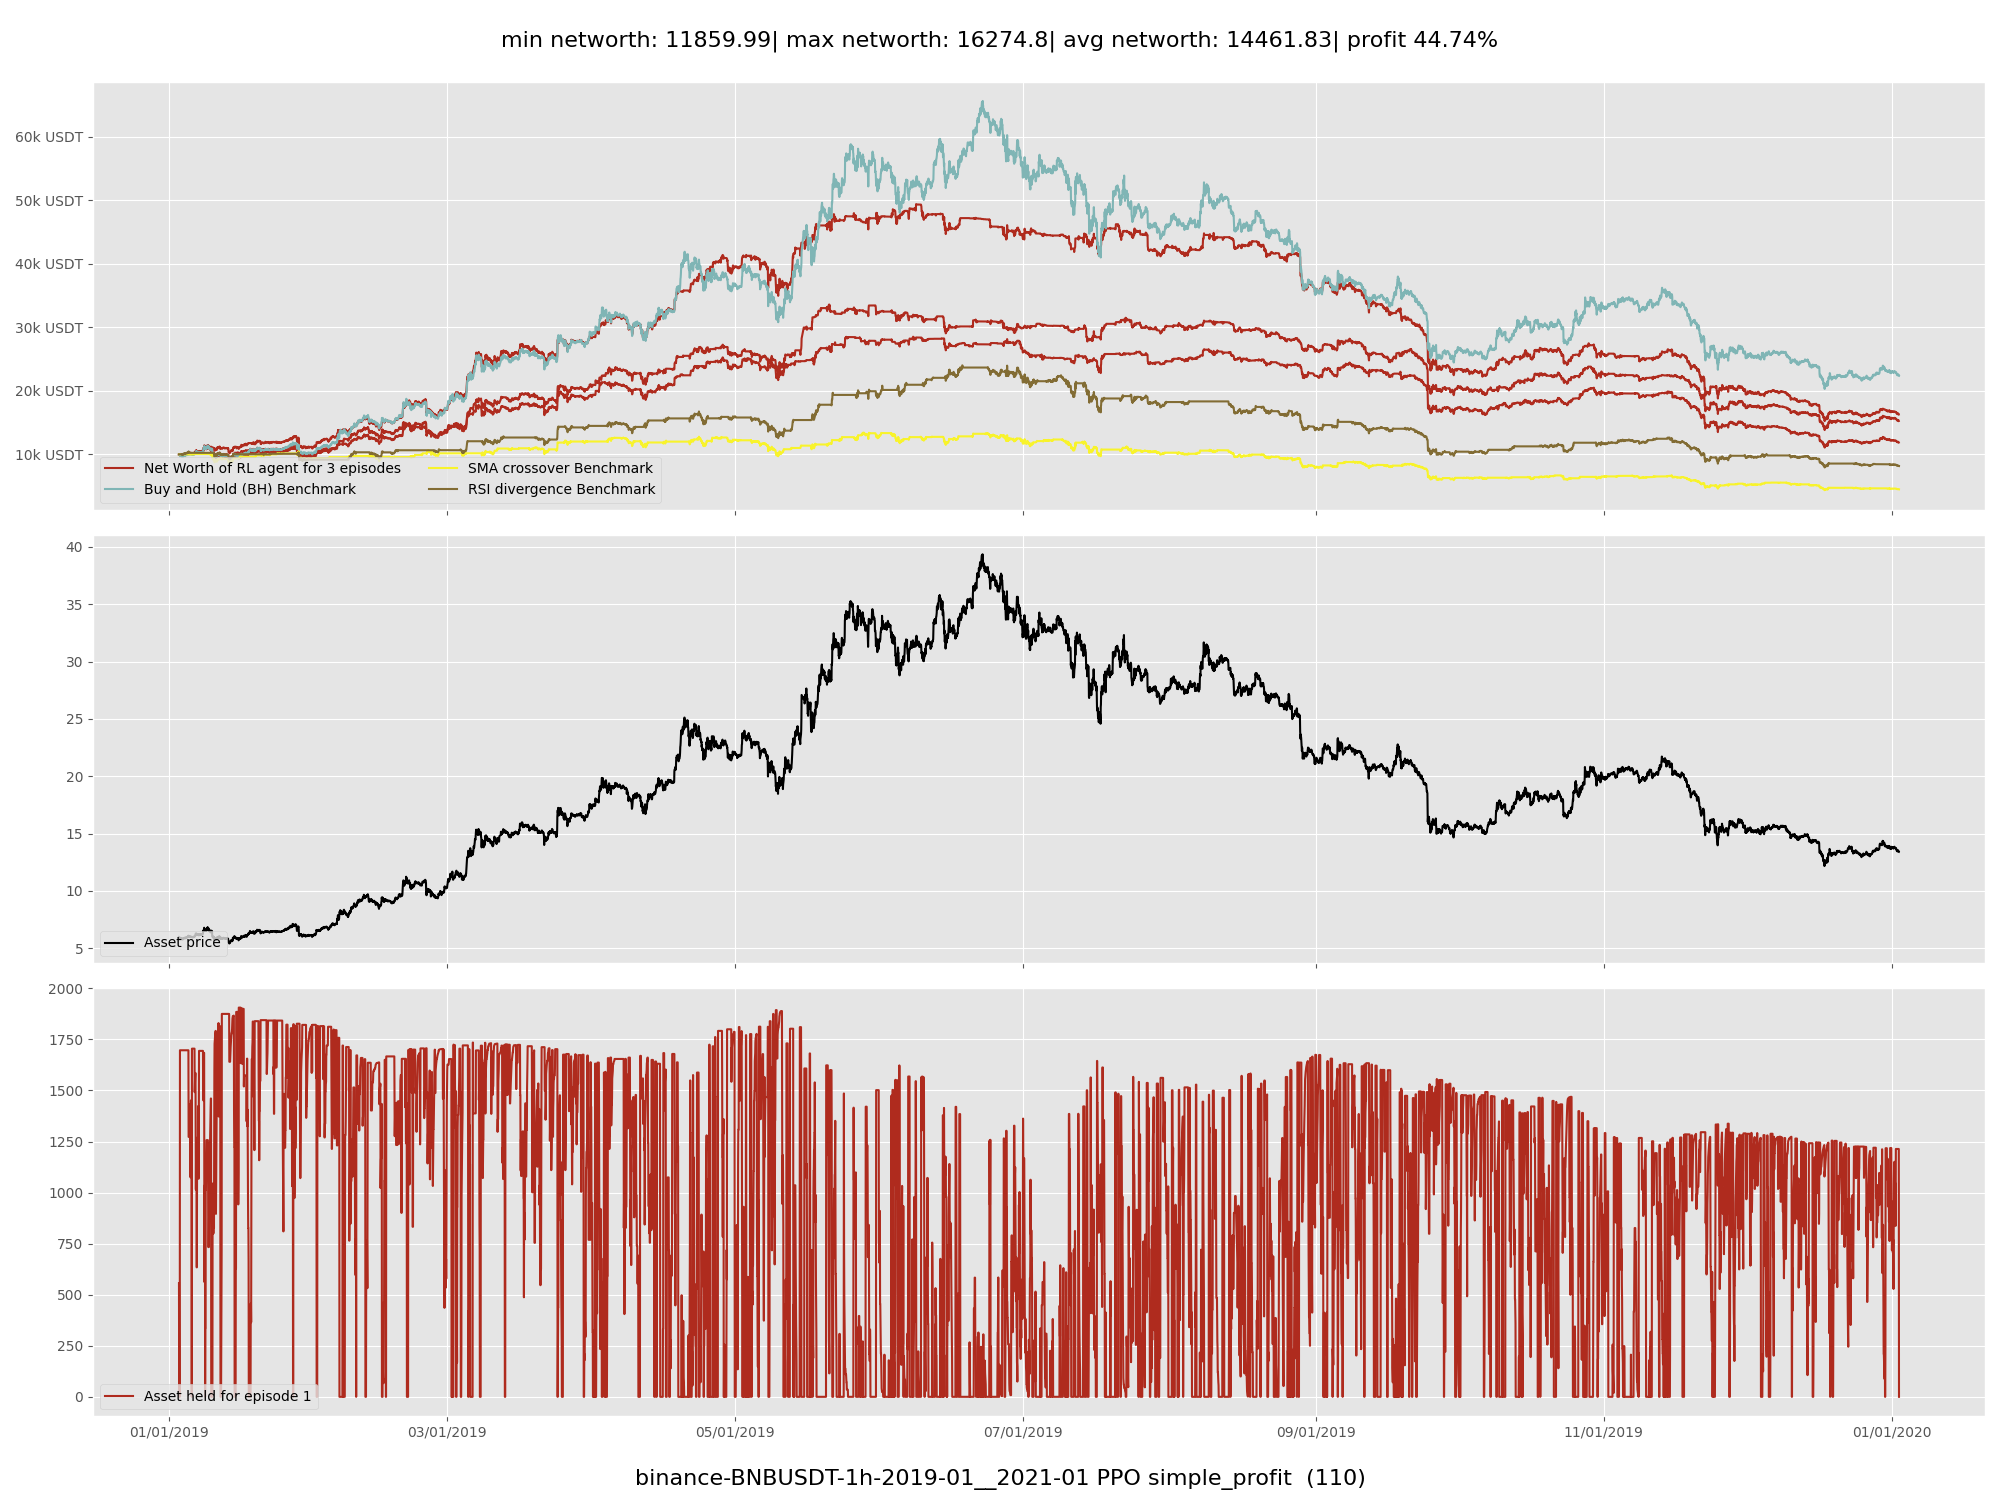 min networth: 11859.99| max networth: 16274.8| avg networth: 14461.83| profit 44.74%
60k USDT
50k USDT
40k USDT
30k USDT
20k USDT
10k USDT
Net Worth of RL agent for 3 episodes
Buy and Hold (BH) Benchmark
SMA crossover Benchmark
RSI divergence Benchmark
40
35
30
25
20
15
10
5
Asset price
2000
1750
1500
1250
1000
750
500
250
0
Asset held for episode 1
01/01/2019 03/01/2019 05/01/2019 07/01/2019 09/01/2019 11/01/2019 01/01/2020
binance-BNBUSDT-1h-2019-01__2021-01 PPO simple_profit  (110)